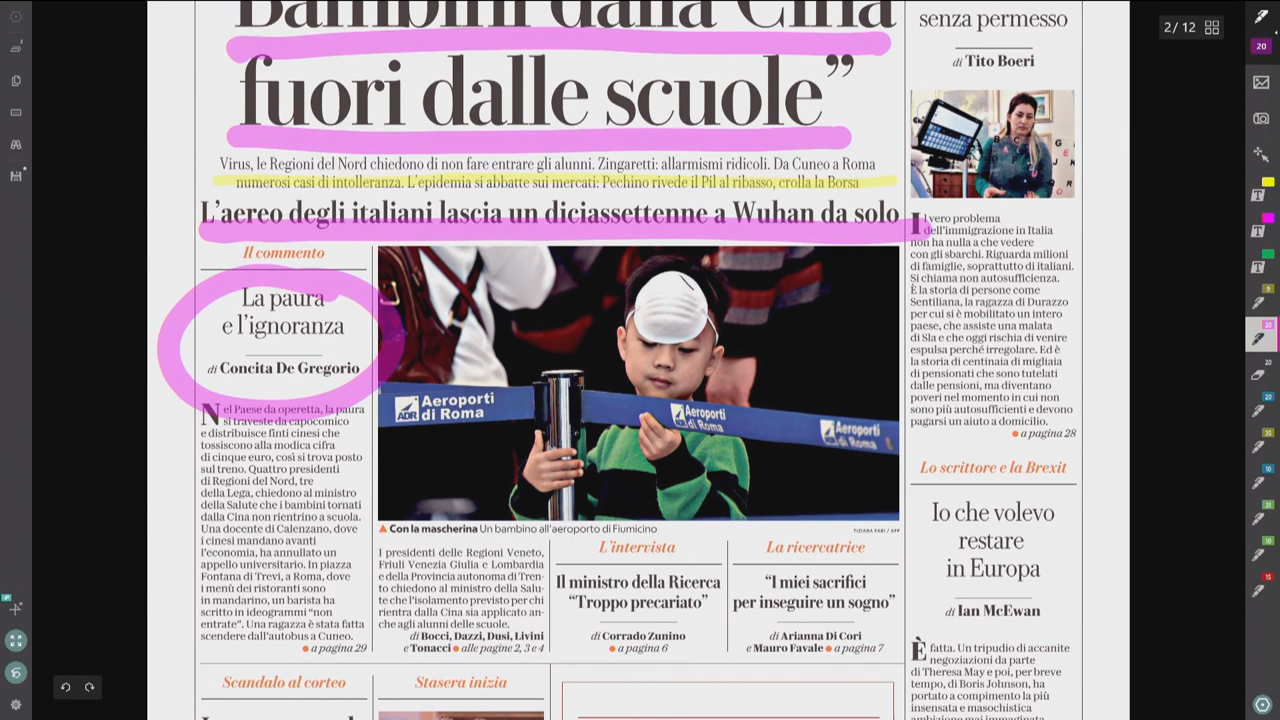 “Bambini dalla Cina
fuori dalle scuole”
Virus, le Regioni del Nord chiedono di non fare entrare gli alunni. Zingaretti: allarmismi ridicoli. Da Cuneo a Roma
numerosi casi di intolleranza. L’epidemia si abbatte sui mercati: Pechino rivede il Pil al ribasso, crolla la Borsa
L’aereo degli italiani lascia un diciassettenne a Wuhan da solo
Il commento
La paura
e l’ignoranza
di Concita De Gregorio
Nel Paese da operetta, la paura
si traveste da capocomico
e distribuisce finti cinesi che
tossiscono alla modica cifra
di cinque euro, così si trova posto
sul treno. Quattro presidenti
di Regioni del Nord, tre
della Lega, chiedono al ministro
della Salute che i bambini tornati
dalla Cina non rientrino a scuola.
Una docente di Calenzano, dove
i cinesi mandano avanti
l’economia, ha annullato un
appello universitario. In piazza
Fontana di Trevi, a Roma, dove
i menù dei ristoranti sono
in mandarino, un barista ha
scritto in ideogrammi “non
entrate”. Una ragazza è stata fatta
scendere dall’autobus a Cuneo.
a pagina 29
ADR Aeroporti
di Roma
Aeroporti
di Roma
Aeroporti
di Roma
Con la mascherina Un bambino all’aeroporto di Fiumicino
TIZIANA FABI / AFP
I presidenti delle Regioni Veneto,
Friuli Venezia Giulia e Lombardia
e della Provincia autonoma di Tren-
to chiedono al ministero della Salu-
te che l’isolamento previsto per chi
rientra dalla Cina sia applicato an-
che agli alunni delle scuole.
di Bocci, Dazzi, Dusi, Livini
e Tonacci alle pagine 2, 3 e 4
L’intervista
Il ministro della Ricerca
“Troppo precariato”
di Corrado Zunino
a pagina 6
La ricercatrice
“I miei sacrifici
per inseguire un sogno”
di Arianna Di Cori
e Mauro Favale a pagina 7
Scandalo al corteo
Stasera inizia
senza permesso
di Tito Boeri
Il vero problema
dell’immigrazione in Italia
non ha nulla a che vedere
con gli sbarchi. Riguarda milioni
di famiglie, soprattutto di italiani.
Si chiama non autosufficienza.
È la storia di persone come
Sentiliana, la ragazza di Durazzo
per cui si è mobilitato un intero
paese, che assiste una malata
di Sla e che oggi rischia di venire
espulsa perché irregolare. Ed è
la storia di centinaia di migliaia
di pensionati che sono tutelati
dalle pensioni, ma diventano
poveri nel momento in cui non
sono più autosufficienti e devono
pagarsi un aiuto a domicilio.
a pagina 28
Lo scrittore e la Brexit
Io che volevo
restare
in Europa
di Ian McEwan
È fatta. Un tripudio di accanite
negoziazioni da parte
di Theresa May e poi, per breve
tempo, di Boris Johnson, ha
portato a compimento la più
insensata e masochistica
ambizione mai immaginata
2/12
20